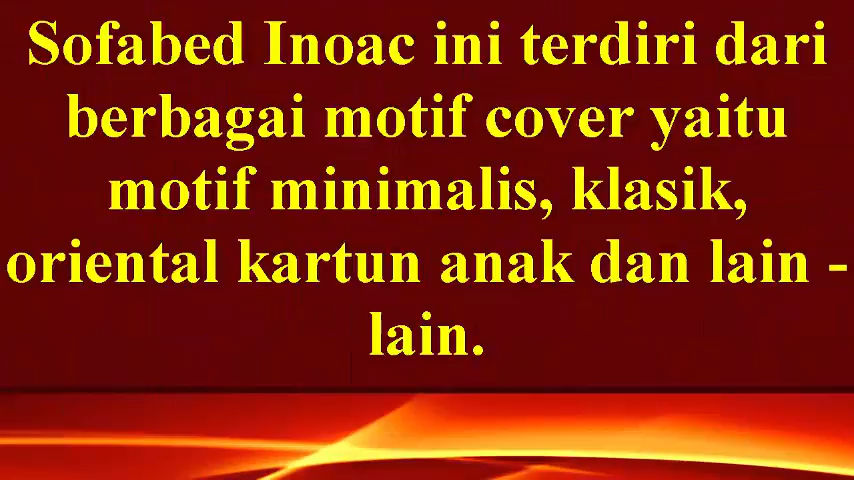 Sofabed Inoac ini terdiri dari
berbagai motif cover yaitu
motif minimalis, klasik,
oriental kartun anak dan lain -
lain.